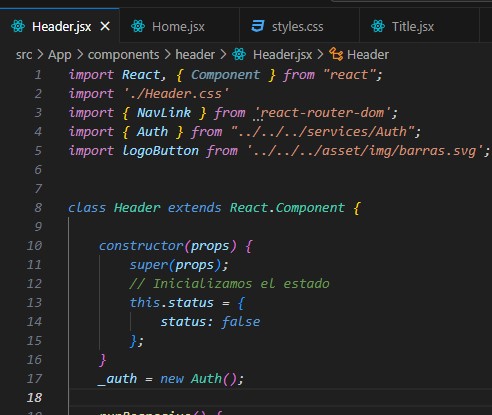 Header.jsx Home.jsx styles.css Title.jsx
src > App > components > header > Header.jsx > Header
1 import React, { Component } from "react";
2 import './Header.css'
3 import { NavLink } from 'react-router-dom';
4 import { Auth } from "../../../services/Auth";
5 import logoButton from '../../../asset/img/barras.svg';
6
7
8 class Header extends React.Component {
9
10 constructor(props) {
11 super(props);
12 // Inicializamos el estado
13 this.status = {
14 status: false
15 };
16 }
17 _auth = new Auth();
18